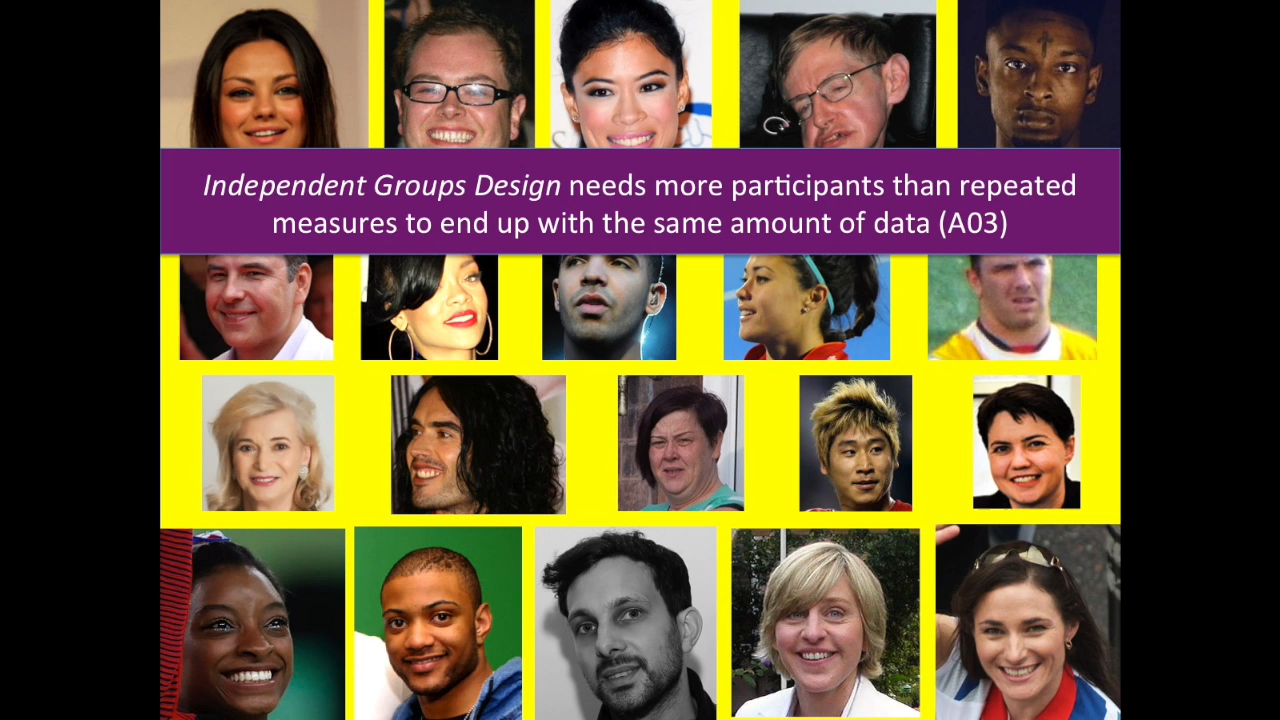 Independent Groups Design needs more participants than repeated
measures to end up with the same amount of data (A03)